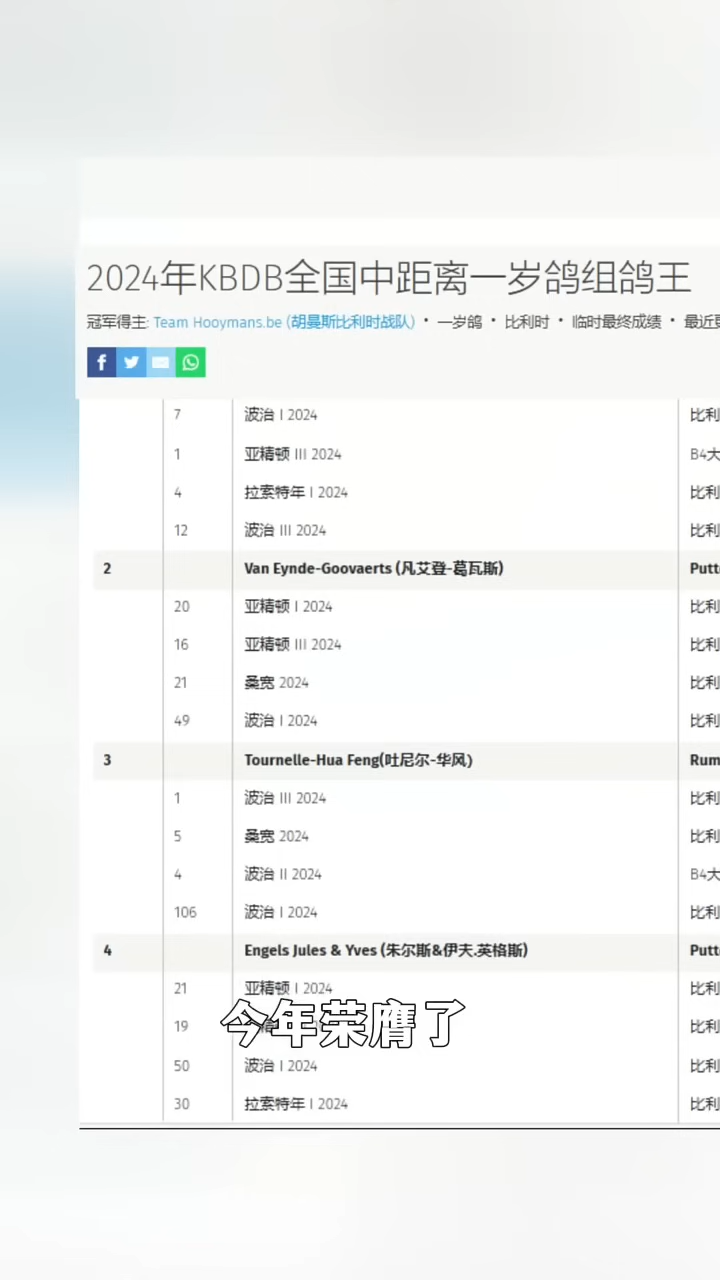 2024年KBDB全国中距离一岁鸽组鸽王
冠军得主: Team Hooymans.be (胡曼斯比利时战队) • 一岁鸽 • 比利时 • 临时最终成绩 • 最近
7 波治 I 2024 比利
1 亚精顿 III 2024 B4大
4 拉索特年 I 2024 比利
12 波治 III 2024 比利
2 Van Eynde-Goovaerts (凡艾登-葛瓦斯) Putt
20 亚精顿 I 2024 比利
16 亚精顿 III 2024 比利
21 桑宽 2024 比利
49 波治 I 2024 比利
3 Tournelle-Hua Feng(吐尼尔-华风) Rum
1 波治 III 2024 比利
5 桑宽 2024 比利
4 波治 II 2024 B4大
106 波治 I 2024 比利
4 Engels Jules & Yves (朱尔斯&伊夫.英格斯) Putt
21 亚精顿 I 2024 比利
今年荣膺了
19 比利
50 波治 I 2024 比利
30 拉索特年 I 2024 比利